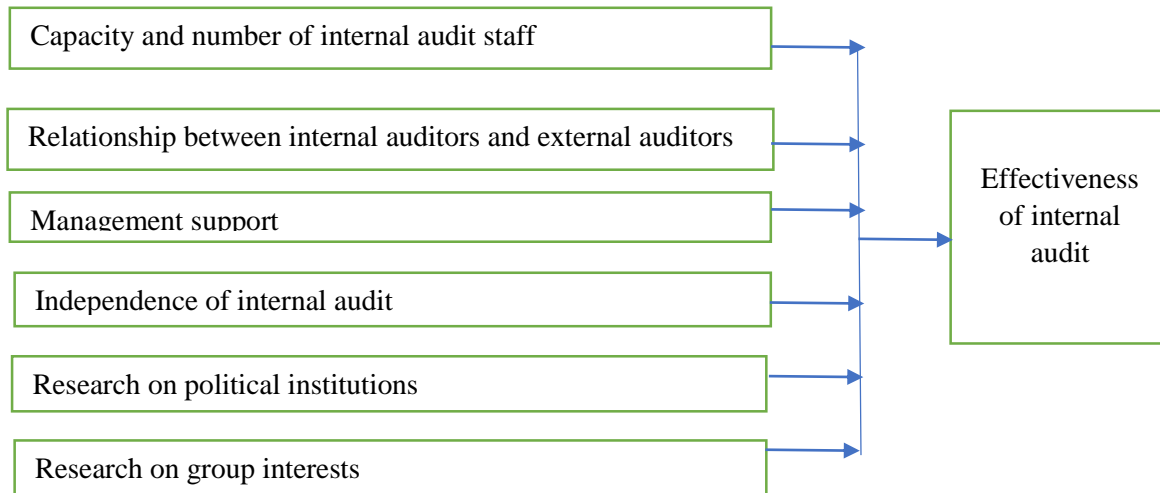 Capacity and number of internal audit staff
Relationship between internal auditors and external auditors
Management support
Independence of internal audit
Research on political institutions
Research on group interests
Effectiveness
of internal
audit